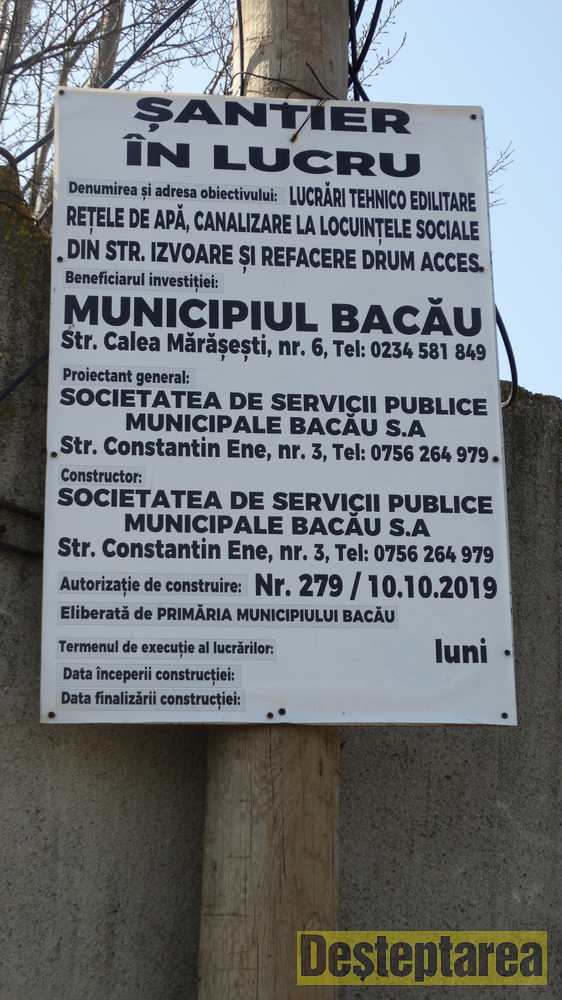 ȘANTIER
ÎN LUCRU
Denumirea și adresa obiectivului: LUCRĂRI TEHNICO EDILITARE
REȚELE DE APĂ, CANALIZARE LA LOCUINȚELE SOCIALE
DIN STR. IZVOARE ȘI REFACERE DRUM ACCES.
Beneficiarul investiției:
MUNICIPIUL BACĂU
Str. Calea Mărășești, nr. 6, Tel: 0234 581 849
Proiectant general:
SOCIETATEA DE SERVICII PUBLICE
MUNICIPALE BACĂU S.A
Str. Constantin Ene, nr. 3, Tel: 0756 264 979
Constructor:
SOCIETATEA DE SERVICII PUBLICE
MUNICIPALE BACĂU S.A
Str. Constantin Ene, nr. 3, Tel: 0756 264 979
Autorizație de construire: Nr. 279 / 10.10.2019
Eliberată de PRIMĂRIA MUNICIPIULUI BACĂU
Termenul de execuție al lucrărilor: luni
Data începerii construcției:
Data finalizării construcției:
Deșteptarea